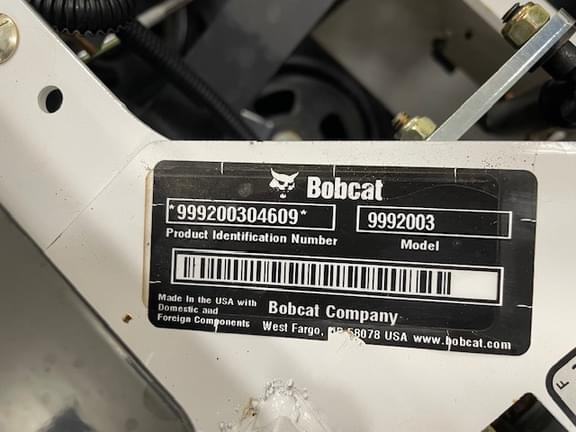 Bobcat
*999200304609*
9992003
Product Identification Number
Model
Made In the USA with
Domestic and
Foreign Components
Bobcat Company
West Fargo, 58078 USA www.bobcat.com
F